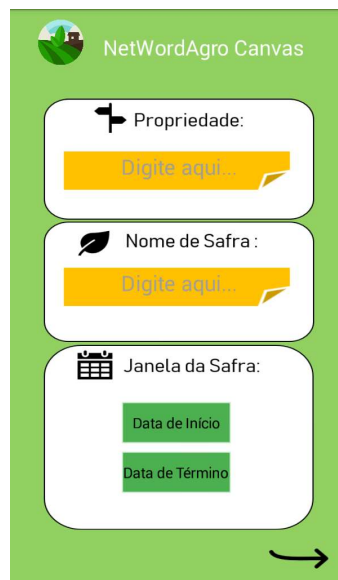 NetWordAgro Canvas
Propriedade:
Digite aqui...
Nome de Safra :
Digite aqui...
Janela da Safra:
Data de Início
Data de Término